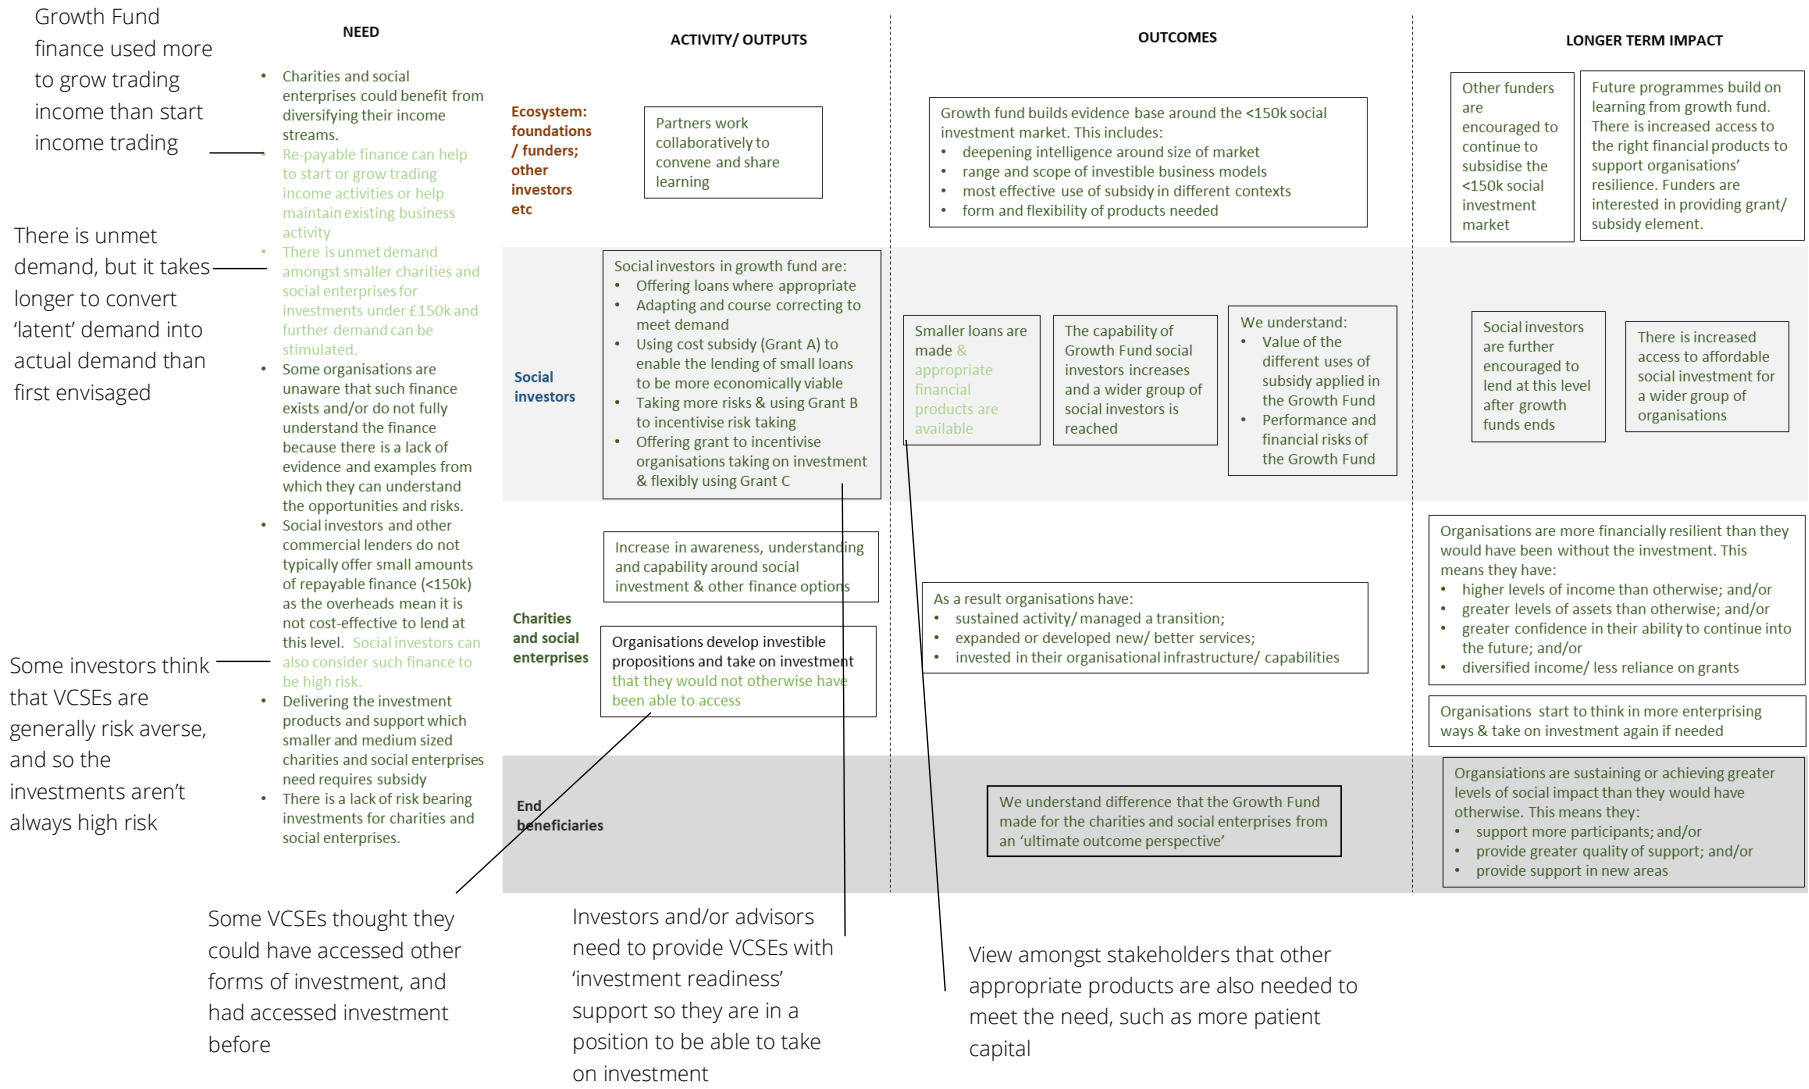 Growth Fund
finance used more
to grow trading
income than start
income trading
There is unmet
demand, but it takes
longer to convert
‘latent’ demand into
actual demand than
first envisaged
Some investors think
that VCSEs are
generally risk averse,
and so the
investments aren’t
always high risk
NEED
• Charities and social
enterprises could benefit from
diversifying their income
streams.
• Re-payable finance can help
to start or grow trading
income activities or help
maintain existing business
activity
• There is unmet demand
amongst smaller charities and
social enterprises for
investments under £150k and
further demand can be
stimulated.
• Some organisations are
unaware that such finance
exists and/or do not fully
understand the finance
because there is a lack of
evidence and examples from
which they can understand
the opportunities and risks.
• Social investors and other
commercial lenders do not
typically offer small amounts
of repayable finance (<150k)
as the overheads mean it is
not cost-effective to lend at
this level. Social investors can
also consider such finance to
be high risk.
• Delivering the investment
products and support which
smaller and medium sized
charities and social enterprises
need requires subsidy
• There is a lack of risk bearing
investments for charities and
social enterprises.
ACTIVITY/ OUTPUTS
OUTCOMES
LONGER TERM IMPACT
Ecosystem:
foundations
/ funders;
other
investors
etc
Partners work
collaboratively to
convene and share
learning
Growth fund builds evidence base around the <150k social
investment market. This includes:
• deepening intelligence around size of market
• range and scope of investible business models
• most effective use of subsidy in different contexts
• form and flexibility of products needed
Other funders
are
encouraged to
continue to
subsidise the
<150k social
investment
market
Future programmes build on
learning from growth fund.
There is increased access to
the right financial products to
support organisations’
resilience. Funders are
interested in providing grant/
subsidy element.
Social
investors
Social investors in growth fund are:
• Offering loans where appropriate
• Adapting and course correcting to
meet demand
• Using cost subsidy (Grant A) to
enable the lending of small loans
to be more economically viable
• Taking more risks & using Grant B
to incentivise risk taking
• Offering grant to incentivise
organisations taking on investment
& flexibly using Grant C
Smaller loans are
made &
appropriate
financial
products are
available
The capability of
Growth Fund social
investors increases
and a wider group of
social investors is
reached
We understand:
• Value of the
different uses of
subsidy applied in
the Growth Fund
• Performance and
financial risks of
the Growth Fund
Social investors
are further
encouraged to
lend at this level
after growth
funds ends
There is increased
access to affordable
social investment for
a wider group of
organisations
Charities
and social
enterprises
Increase in awareness, understanding
and capability around social
investment & other finance options
Organisations develop investible
propositions and take on investment
that they would not otherwise have
been able to access
As a result organisations have:
• sustained activity/ managed a transition;
• expanded or developed new/ better services;
• invested in their organisational infrastructure/ capabilities
Organisations are more financially resilient than they
would have been without the investment. This
means they have:
• higher levels of income than otherwise; and/or
• greater levels of assets than otherwise; and/or
• greater confidence in their ability to continue into
the future; and/or
• diversified income/ less reliance on grants
Organisations start to think in more enterprising
ways & take on investment again if needed
End
beneficiaries
We understand difference that the Growth Fund
made for the charities and social enterprises from
an ‘ultimate outcome perspective’
Organsiations are sustaining or achieving greater
levels of social impact than they would have
otherwise. This means they:
• support more participants; and/or
• provide greater quality of support; and/or
• provide support in new areas
Some VCSEs thought they
could have accessed other
forms of investment, and
had accessed investment
before
Investors and/or advisors
need to provide VCSEs with
‘investment readiness’
support so they are in a
position to be able to take
on investment
View amongst stakeholders that other
appropriate products are also needed to
meet the need, such as more patient
capital